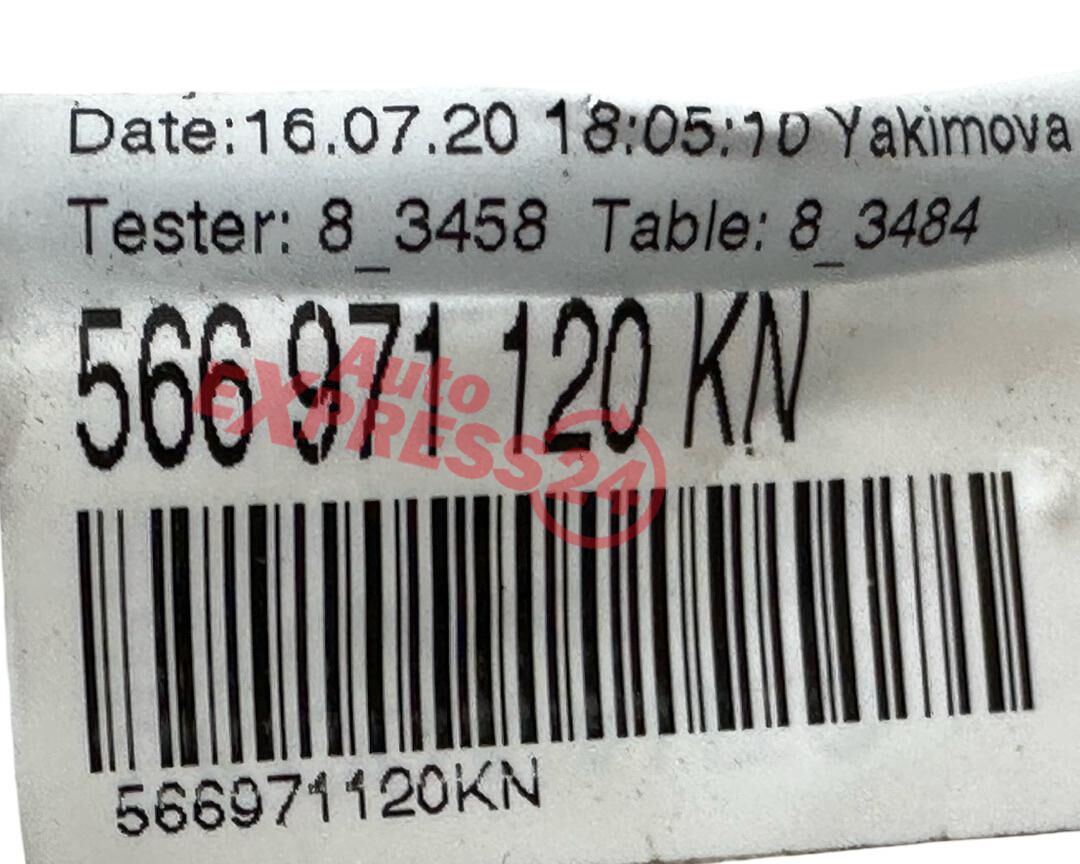 Date:16.07.20 18:05:10 Yakimova
Tester: 8_3458 Table: 8_3484
566 971 120 KN
Auto
EXPRESS24
566971120KN